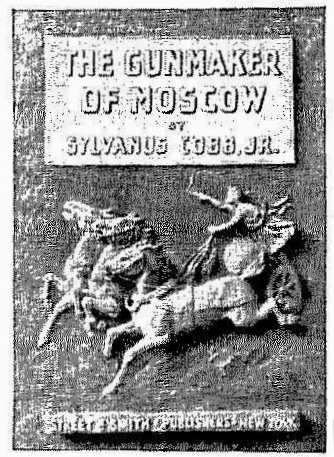 THE GUNMAKER
OF MOSCOW
BY
SYLVANUS COBB, JR.
STREET & SMITH, PUBLISHERS, NEW YORK